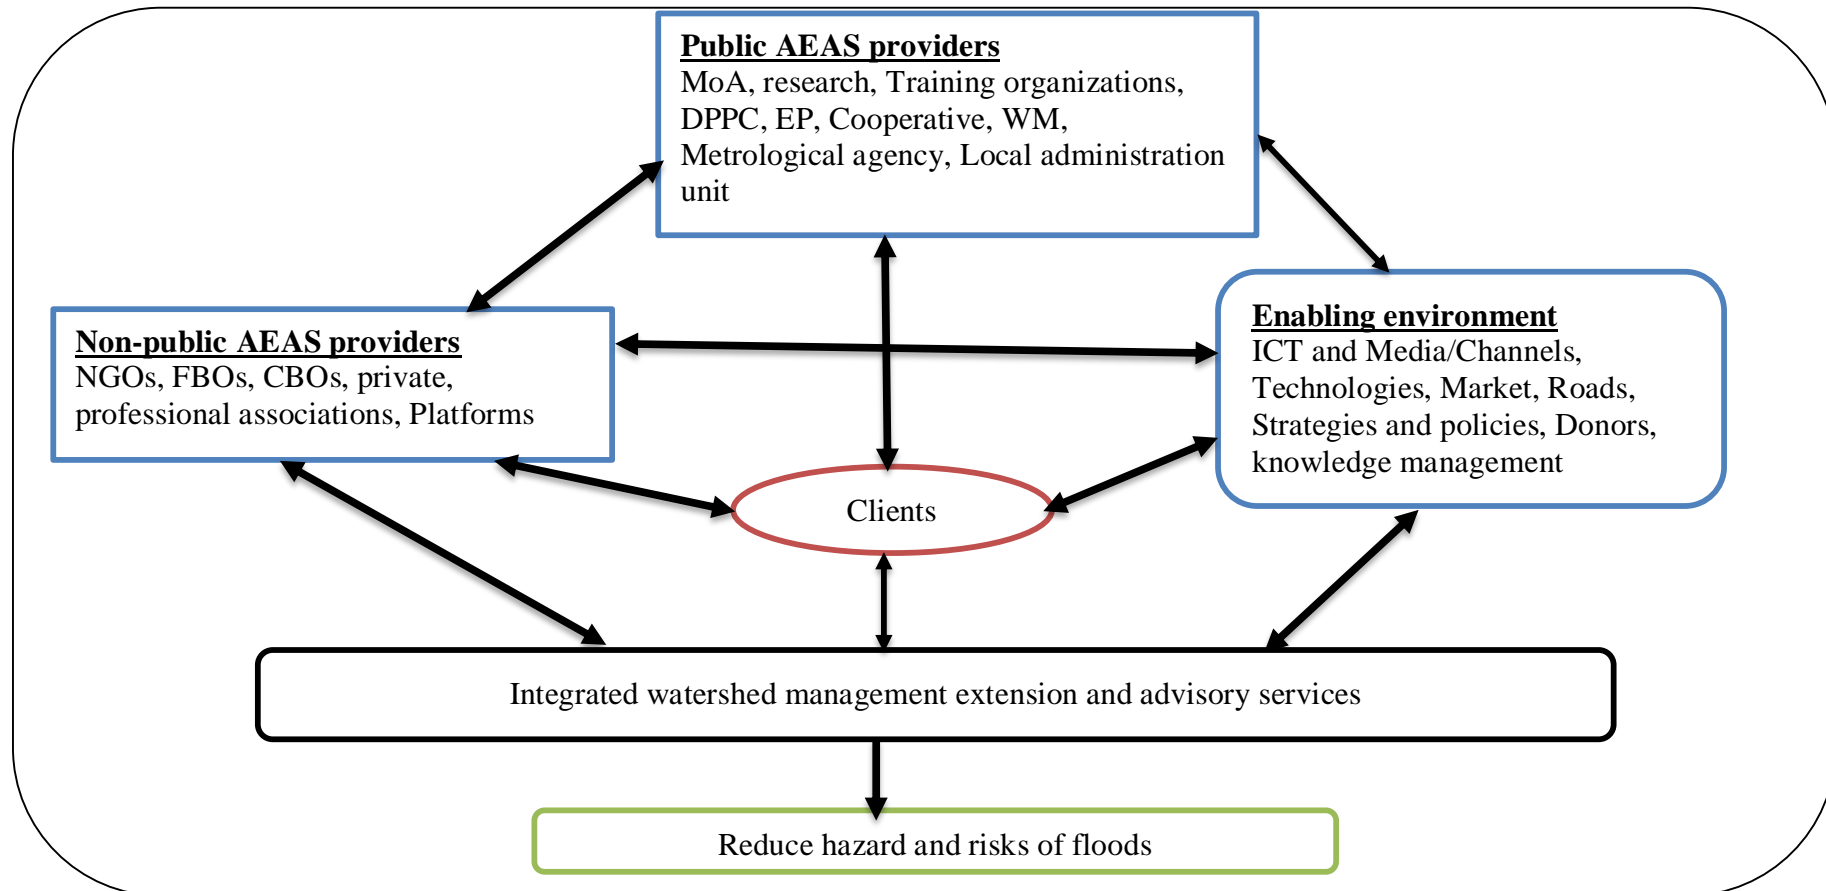 Public AEAS providers
MoA, research, Training organizations,
DPPC, EP, Cooperative, WM,
Metrological agency, Local administration
unit
Non-public AEAS providers
NGOs, FBOs, CBOs, private,
professional associations, Platforms
Enabling environment
ICT and Media/Channels,
Technologies, Market, Roads,
Strategies and policies, Donors,
knowledge management
Clients
Integrated watershed management extension and advisory services
Reduce hazard and risks of floods